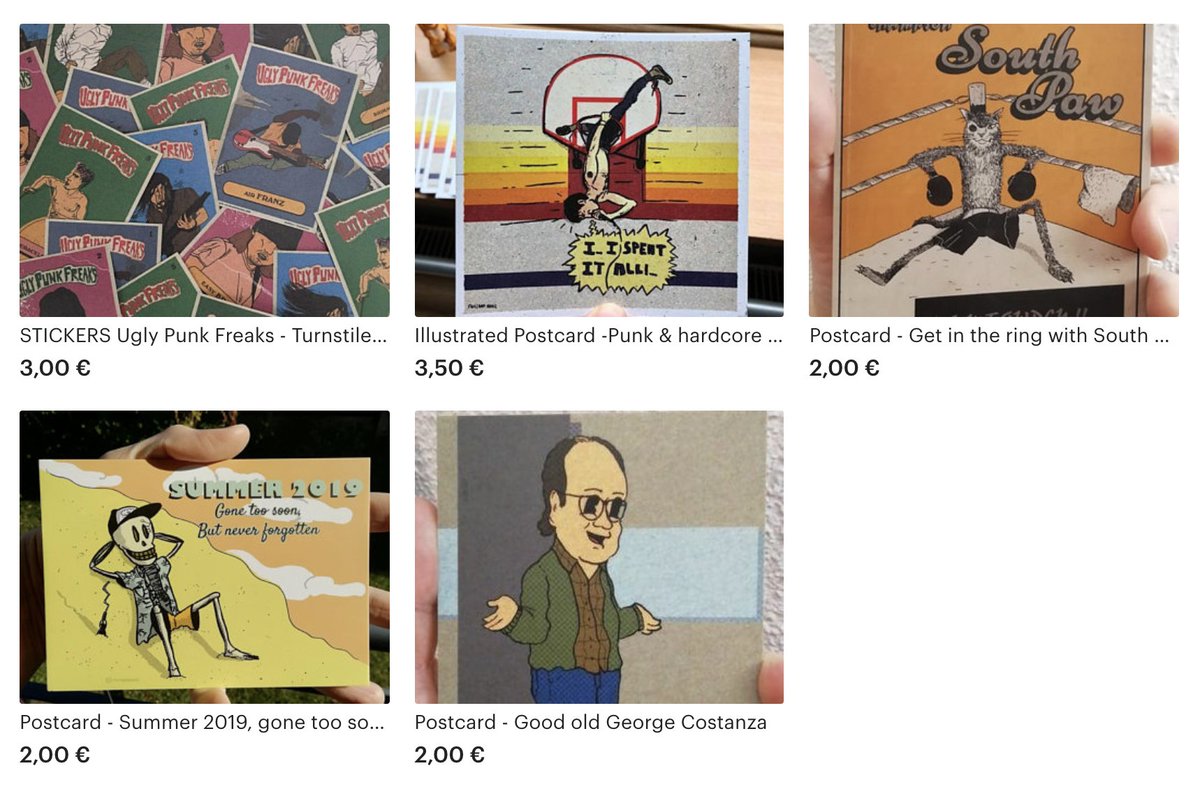 UGLY PUNK FREAKS
UGLY PUNK
UGLY PUNK FREAKS
UGLY PUNK FREAKS
FREAKS
AIR FRANZ
UGLY PUNK FREAKS
UGLY PUNK FREAKS
UGLY PUNK FREAKS
UGLY PUNK
I.. I SPENT
IT ALL!..
South
Paw
STICKERS Ugly Punk Freaks - Turnstile...
Illustrated Postcard -Punk & hardcore ...
Postcard - Get in the ring with South ...
3,00 €
3,50 €
2,00 €
SUMMER 2019
Gone too soon,
But never forgotten
Postcard - Summer 2019, gone too so...
Postcard - Good old George Costanza
2,00 €
2,00 €